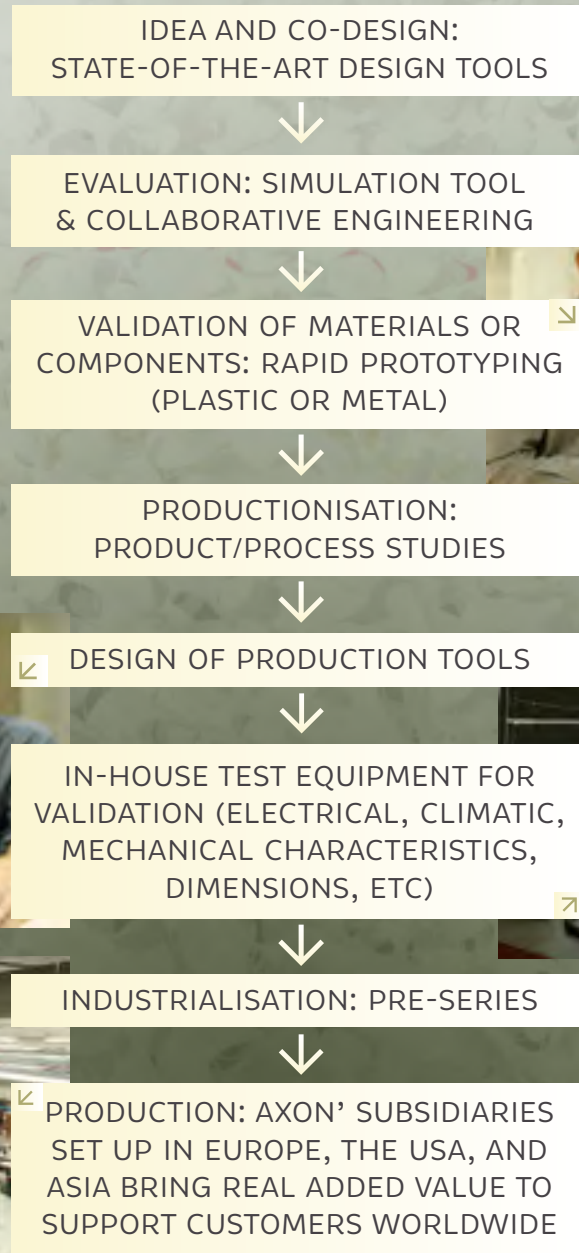 IDEA AND CO-DESIGN:
STATE-OF-THE-ART DESIGN TOOLS
EVALUATION: SIMULATION TOOL
& COLLABORATIVE ENGINEERING
VALIDATION OF MATERIALS OR
COMPONENTS: RAPID PROTOTYPING
(PLASTIC OR METAL)
PRODUCTIONISATION:
PRODUCT/PROCESS STUDIES
DESIGN OF PRODUCTION TOOLS
IN-HOUSE TEST EQUIPMENT FOR
VALIDATION (ELECTRICAL, CLIMATIC,
MECHANICAL CHARACTERISTICS,
DIMENSIONS, ETC)
INDUSTRIALISATION: PRE-SERIES
PRODUCTION: AXON’ SUBSIDIARIES
SET UP IN EUROPE, THE USA, AND
ASIA BRING REAL ADDED VALUE TO
SUPPORT CUSTOMERS WORLDWIDE